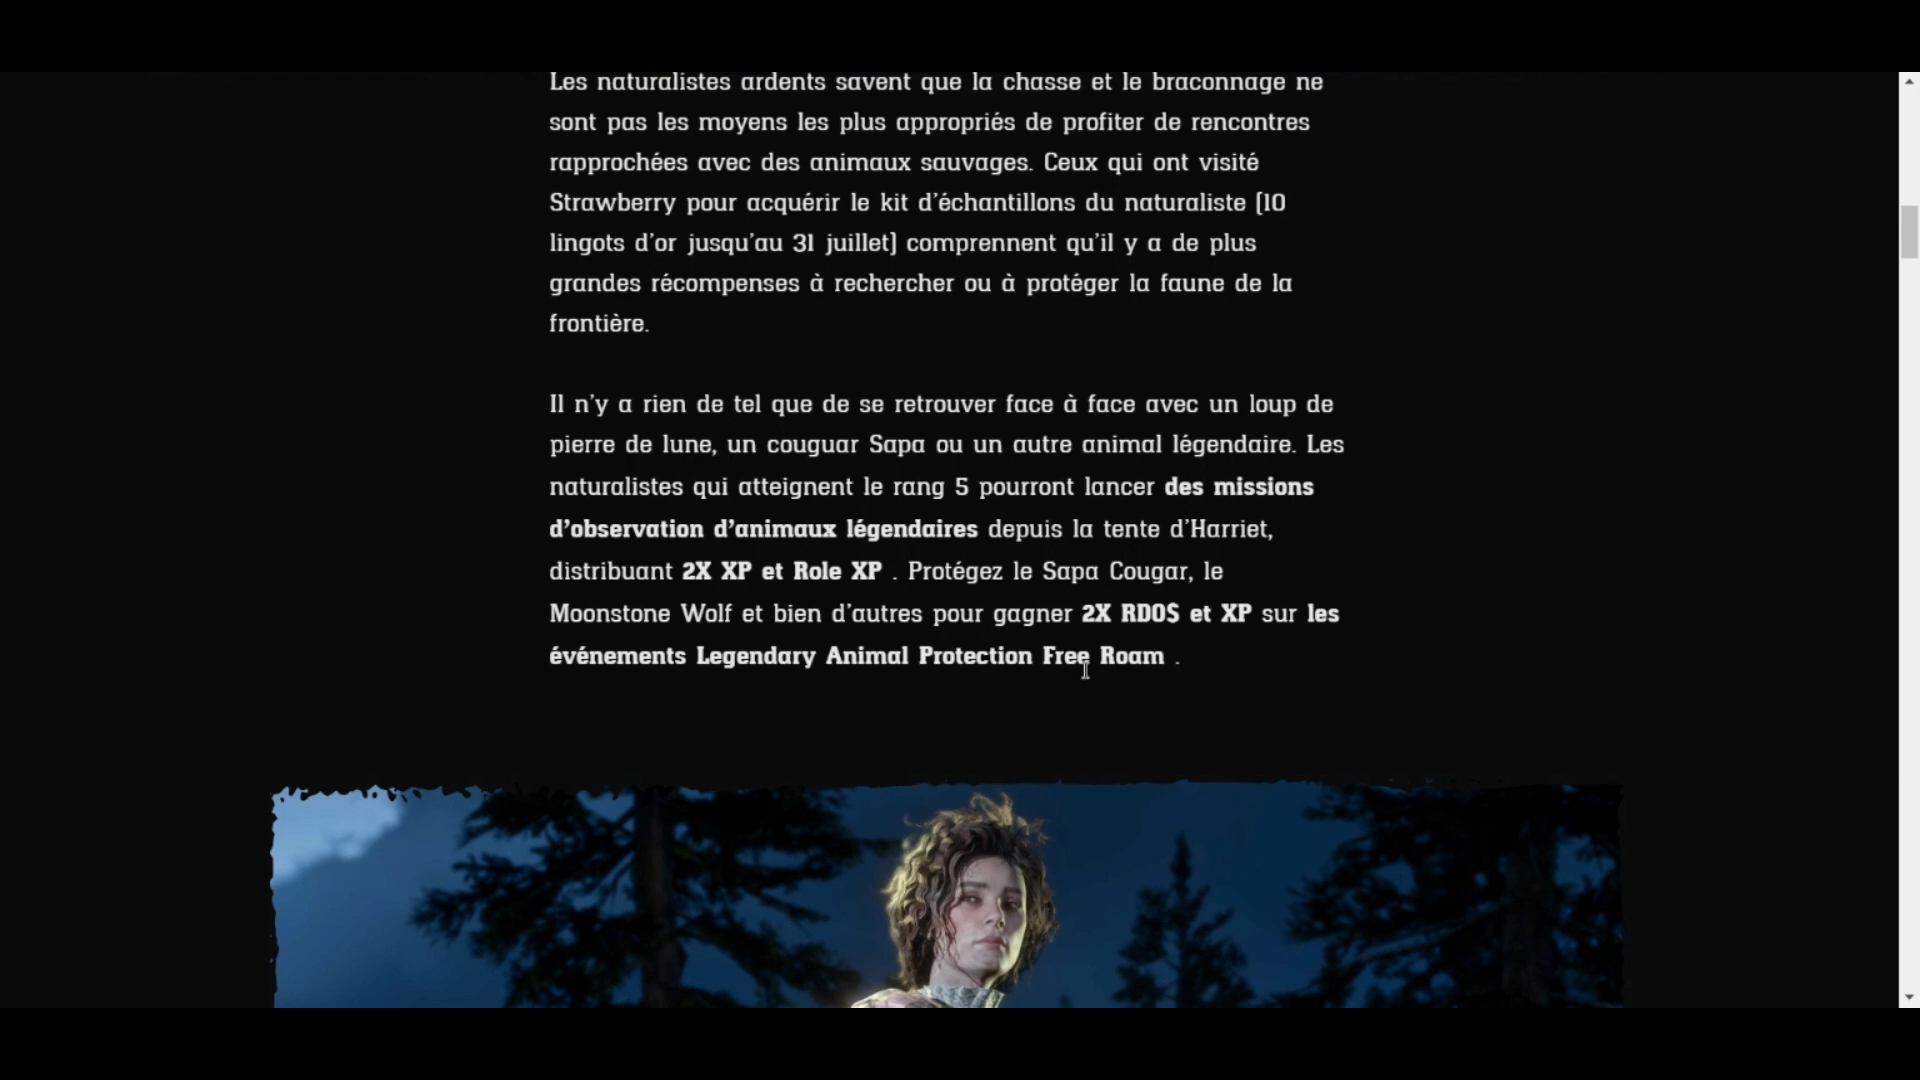 Les naturalistes ardents savent que la chasse et le braconnage ne
sont pas les moyens les plus appropriés de profiter de rencontres
rapprochées avec des animaux sauvages. Ceux qui ont visité
Strawberry pour acquérir le kit d’échantillons du naturaliste (10
lingots d’or jusqu’au 31 juillet) comprennent qu’il y a de plus
grandes récompenses à rechercher ou à protéger la faune de la
frontière.
Il n’y a rien de tel que de se retrouver face à face avec un loup de
pierre de lune, un couguar Sapa ou un autre animal légendaire. Les
naturalistes qui atteignent le rang 5 pourront lancer des missions
d’observation d’animaux légendaires depuis la tente d’Harriet,
distribuant 2X XP et Role XP . Protégez le Sapa Cougar, le
Moonstone Wolf et bien d’autres pour gagner 2X RDO$ et XP sur les
événements Legendary Animal Protection Free Roam .